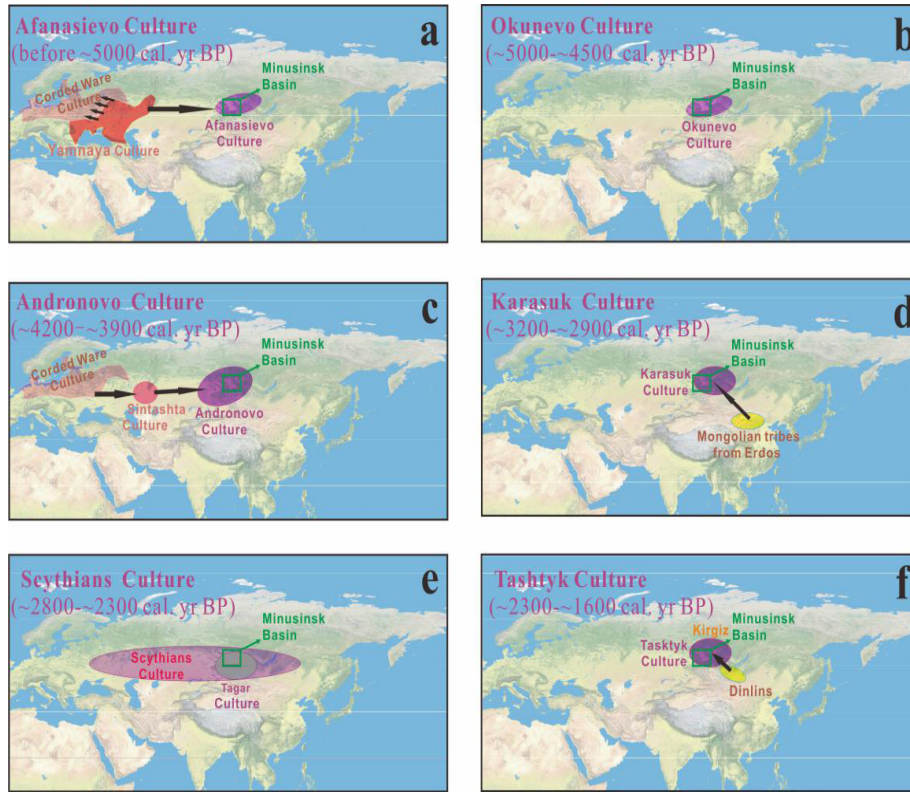 Afanasievo Culture
(before ~5000 cal. yr BP)
a
Minusinsk
Basin
Corded Ware
Culture
Yamnaya Culture
Afanasievo
Culture
Okunevo Culture
(~5000-~4500 cal. yr BP)
b
Minusinsk
Basin
Okunevo
Culture
Andronovo Culture
(~4200-~3900 cal. yr BP)
c
Minusinsk
Basin
Corded Ware
Culture
Sintashta
Culture
Andronovo
Culture
Karasuk Culture
(~3200-~2900 cal. yr BP)
d
Minusinsk
Basin
Karasuk
Culture
Mongolian tribes
from Erdos
Scythians Culture
(~2800-~2300 cal. yr BP)
e
Minusinsk
Basin
Scythians
Culture
Tagar
Culture
Tashtyk Culture
(~2300-~1600 cal. yr BP)
f
Kirgiz
Minusinsk
Basin
Tasktyk
Culture
Dinlins